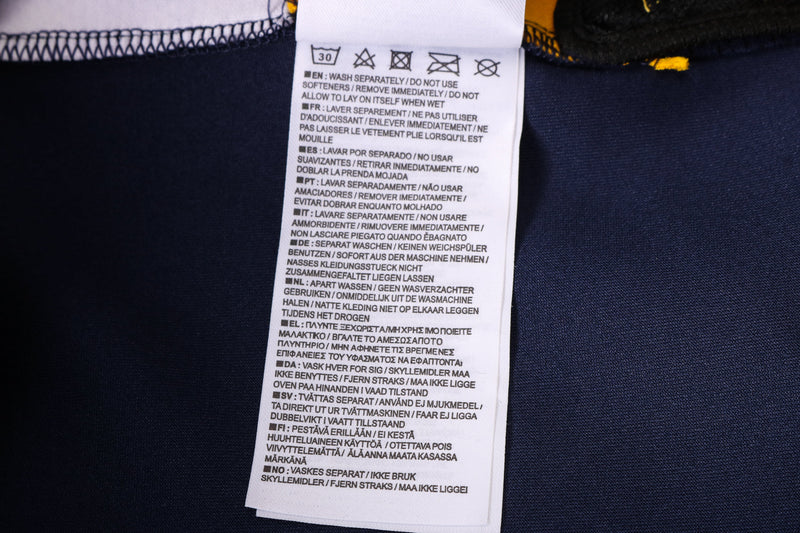 30
■ EN : WASH SEPARATELY / DO NOT USE
SOFTENERS / REMOVE IMMEDIATELY / DO NOT
ALLOW TO LAY ON ITSELF WHEN WET
■ FR : LAVER SEPAREMENT / NE PAS UTILISER
D'ADOUCISSANT / ENLEVER IMMEDIATEMENT / NE
PAS LAISSER LE VETEMENT PLIE LORSQU'IL EST
MOUILLE
■ ES : LAVAR POR SEPARADO / NO USAR
SUAVIZANTES / RETIRAR INMEDIATAMENTE / NO
DOBLAR LA PRENDA MOJADA
■ PT : LAVAR SEPARADAMENTE / NÃO USAR
AMACIADORES / REMOVER IMEDIATAMENTE /
EVITAR DOBRAR ENQUANTO MOLHADO
■ IT : LAVARE SEPARATAMENTE / NON USARE
AMMORBIDENTE / RIMUOVERE IMMEDIATAMENTE /
NON LASCIARE PIEGATO QUANDO ÈBAGNATO
■ DE : SEPARAT WASCHEN / KEINEN WEICHSPÜLER
BENUTZEN / SOFORT AUS DER MASCHINE NEHMEN /
NASSES KLEIDUNGSSTUECK NICHT
ZUSAMMENGEFALTET LIEGEN LASSEN
■ NL : APART WASSEN / GEEN WASVERZACHTER
GEBRUIKEN / ONMIDDELIJK UIT DE WASMACHINE
HALEN / NATTE KLEDING NIET OP ELKAAR LEGGEN
TIJDENS HET DROGEN
■ EL : ΠΛΥΝΤΕ ΞΕΧΩΡΙΣΤΑ/ΜΗ ΧΡΗΣ ΙΜΟ ΠΟΙΕΙΤΕ
ΜΑΛΑΚΤΙΚΟ / ΒΓΑΛΤΕ ΤΟ ΑΜΕΣΩΣΑΠΟ ΤΟ
ΠΛΥΝΤΗΡΙΟ / ΜΗΝ ΑΦΗΝΕΤΕ ΤΙΣ ΒΡΕΓΜΕΝΕΣ
ΕΠΙΦΑΝΕΙΕΣ ΤΟΥ ΥΦΑΣΜΑΤΟΣ ΝΑ ΕΦΑΠΤΟΝΤΑΙ
■ DA : VASK HVER FOR SIG / SKYLLEMIDLER MAA
IKKE BENYTTES / FJERN STRAKS / MAA IKKE LIGGE
OVEN PAA HINANDEN I VAAD TILSTAND
■ SV : TVÄTTAS SEPARAT / ANVÄND EJ MJUKMEDEL /
TA DIREKT UT UR TVÄTTMASKINEN / FAAR EJ LIGGA
DUBBELVIKT I VAATT TILLSTAAND
■ FI : PESTÄVÄ ERILLÄÄN / EI KESTÄ
HUUHTELUAINEEN KÄYTTÖÄ / OTETTAVA POIS
VIIVYTTELEMÄTTÄ / ÄLÄ ANNA MAATA KASASSA
MÄRKÄNÄ
■ NO : VASKES SEPARAT / IKKE BRUK
SKYLLEMIDLER / FJERN STRAKS / MAA IKKE LIGGEI